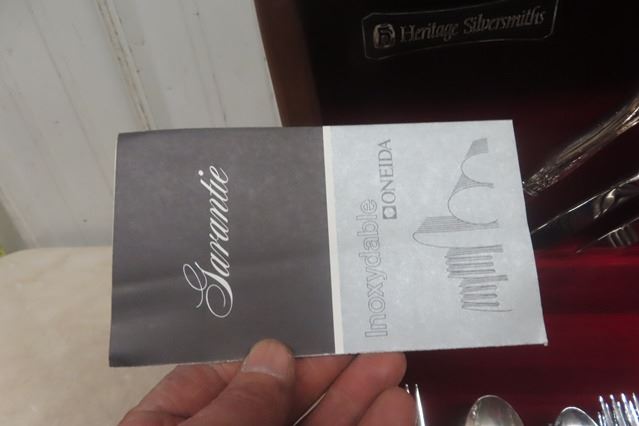 Heritage Silversmiths
Garantie
Inoxydable
ONEIDA